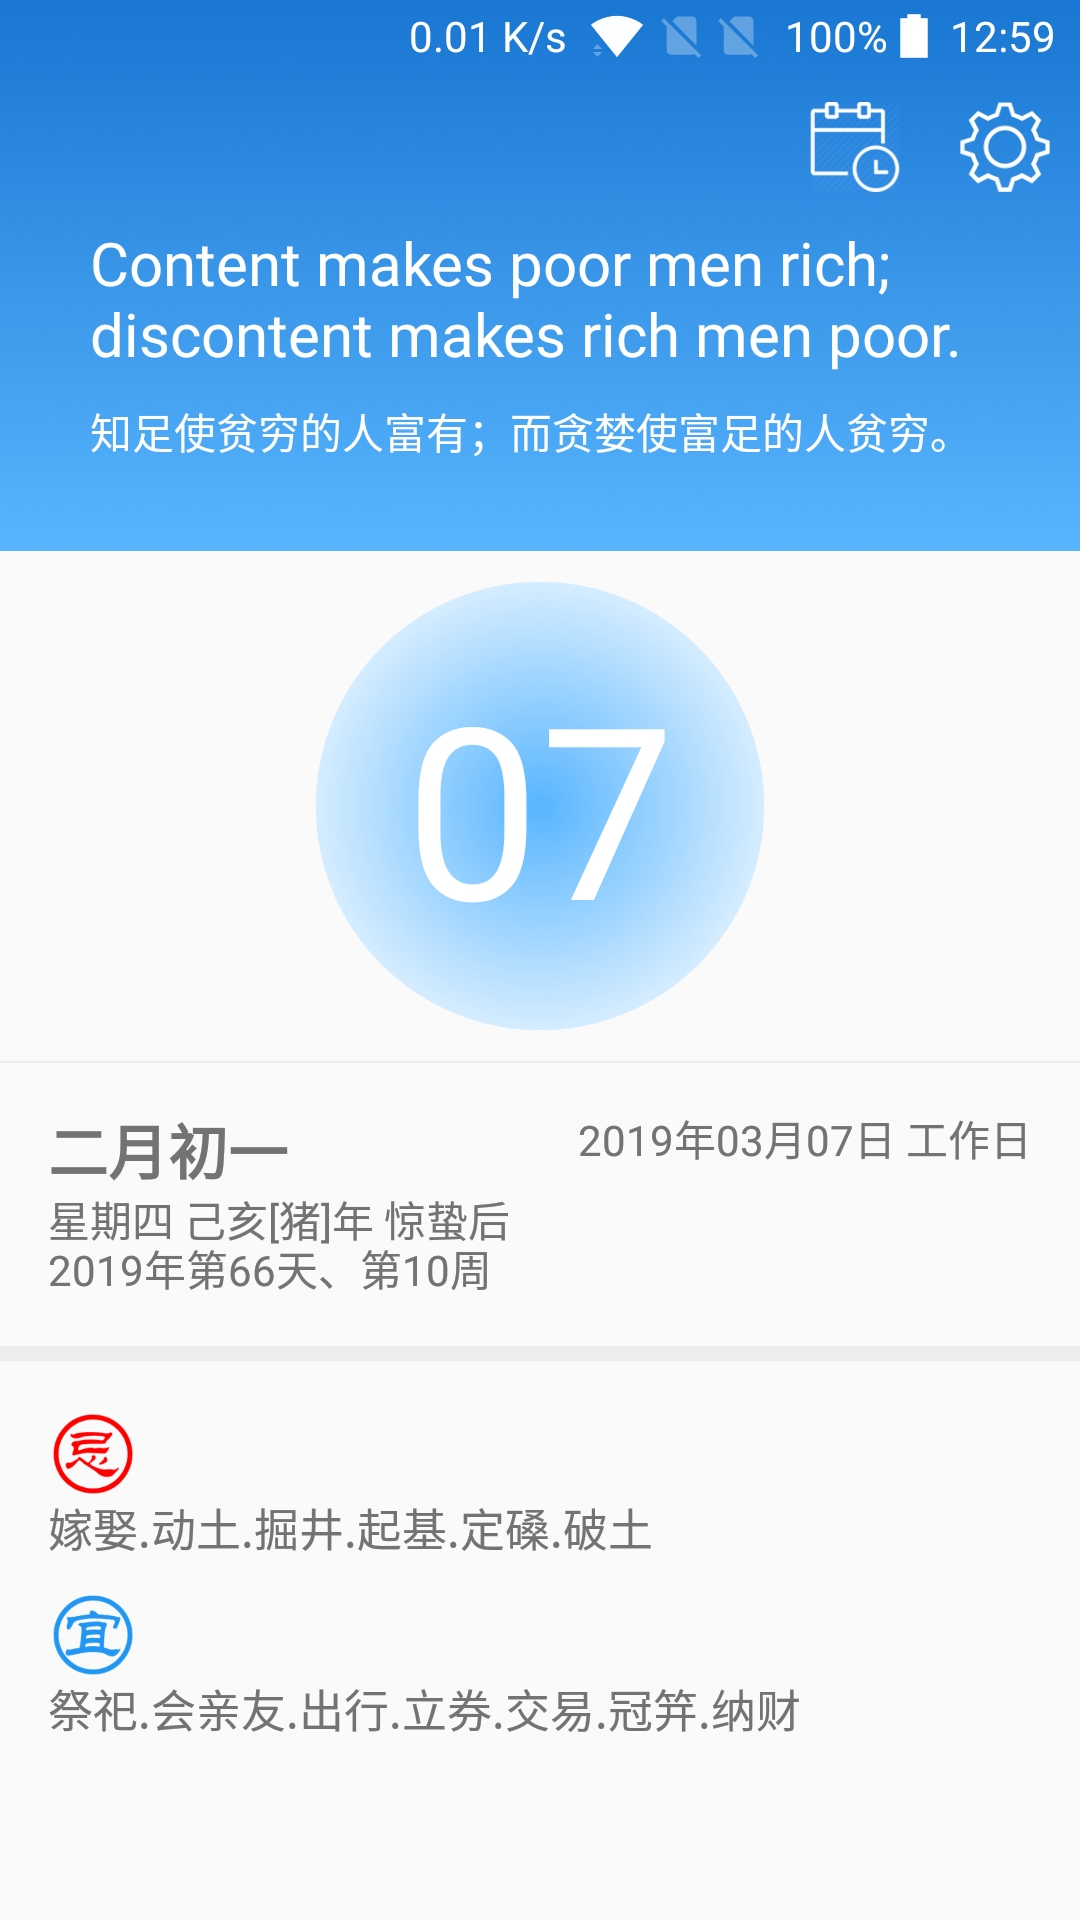 0.01 K/s 100% 12:59
Content makes poor men rich;
discontent makes rich men poor.
知足使贫穷的人富有；而贪婪使富足的人贫穷。
07
二月初一
2019年03月07日 工作日
星期四 己亥[猪]年 惊蛰后
2019年第66天、第10周
忌
嫁娶.动土.掘井.起基.定磉.破土
宜
祭祀.会亲友.出行.立券.交易.冠笄.纳财